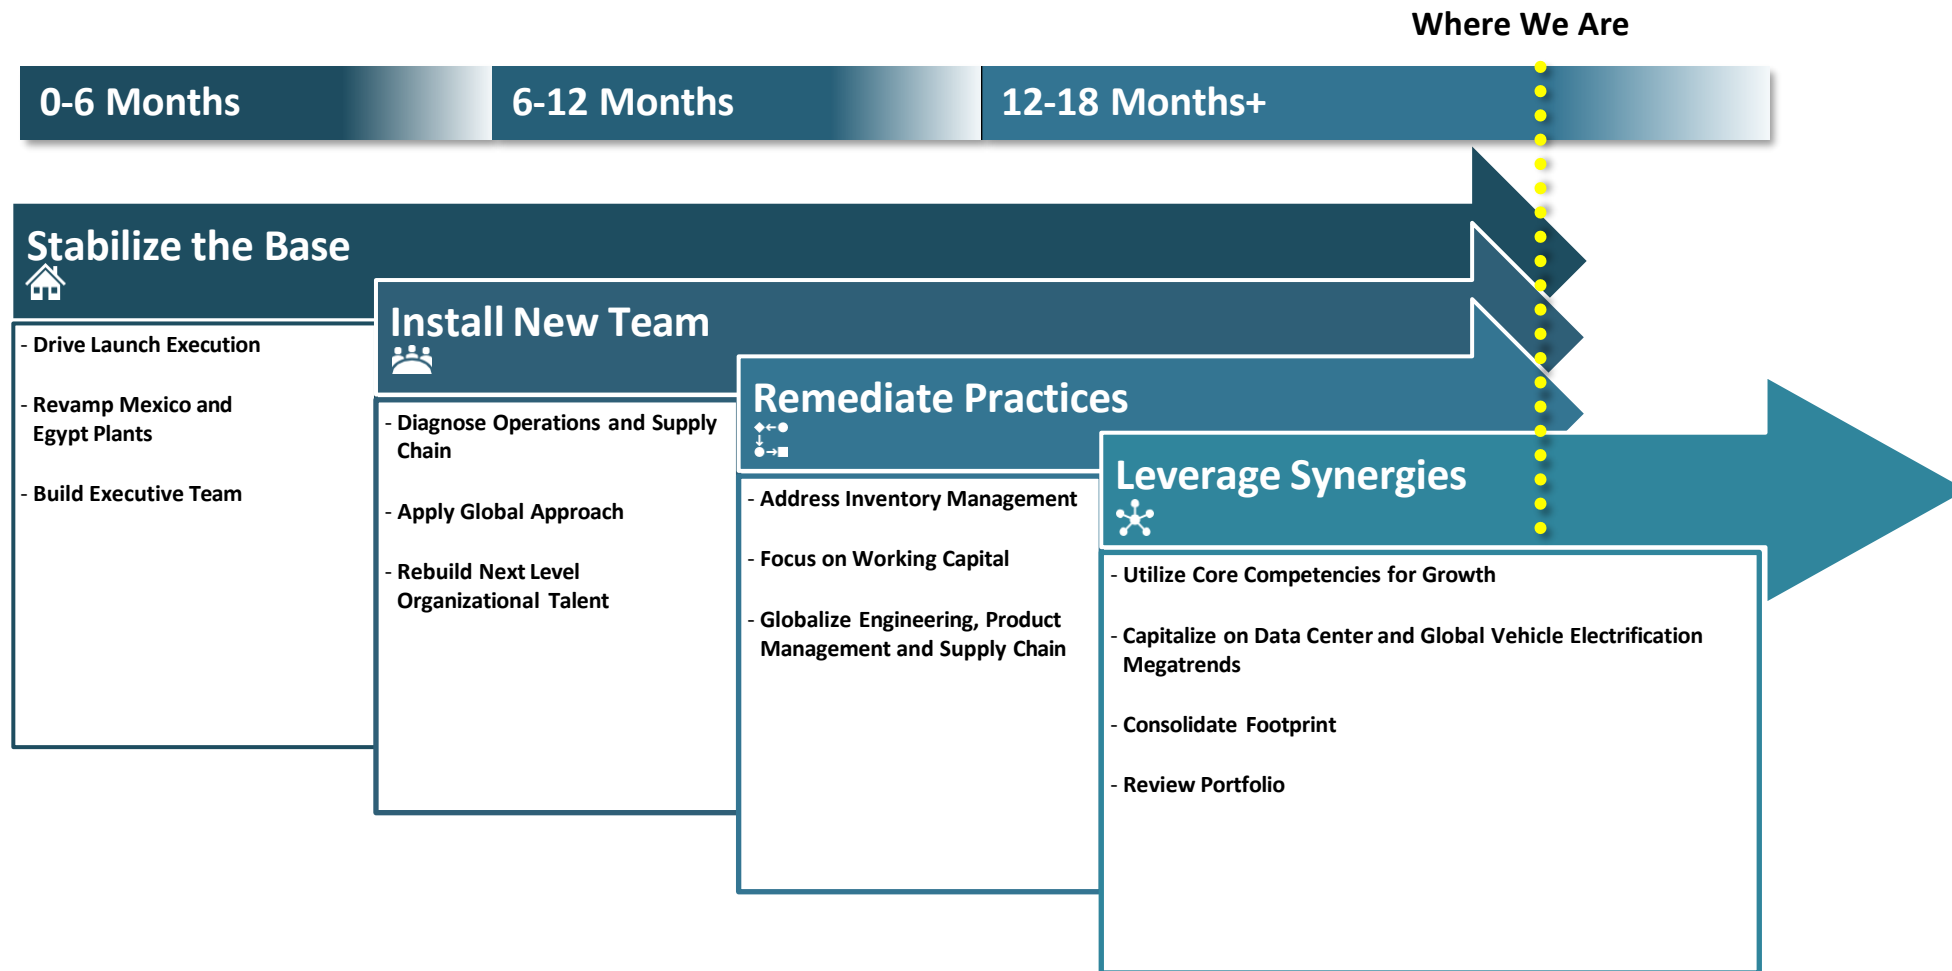 Where We Are
0-6 Months
6-12 Months
12-18 Months+
Stabilize the Base
- Drive Launch Execution
- Revamp Mexico and
Egypt Plants
- Build Executive Team
Install New Team
- Diagnose Operations and Supply
Chain
- Apply Global Approach
- Rebuild Next Level
Organizational Talent
Remediate Practices
- Address Inventory Management
- Focus on Working Capital
- Globalize Engineering, Product
Management and Supply Chain
Leverage Synergies
- Utilize Core Competencies for Growth
- Capitalize on Data Center and Global Vehicle Electrification
Megatrends
- Consolidate Footprint
- Review Portfolio